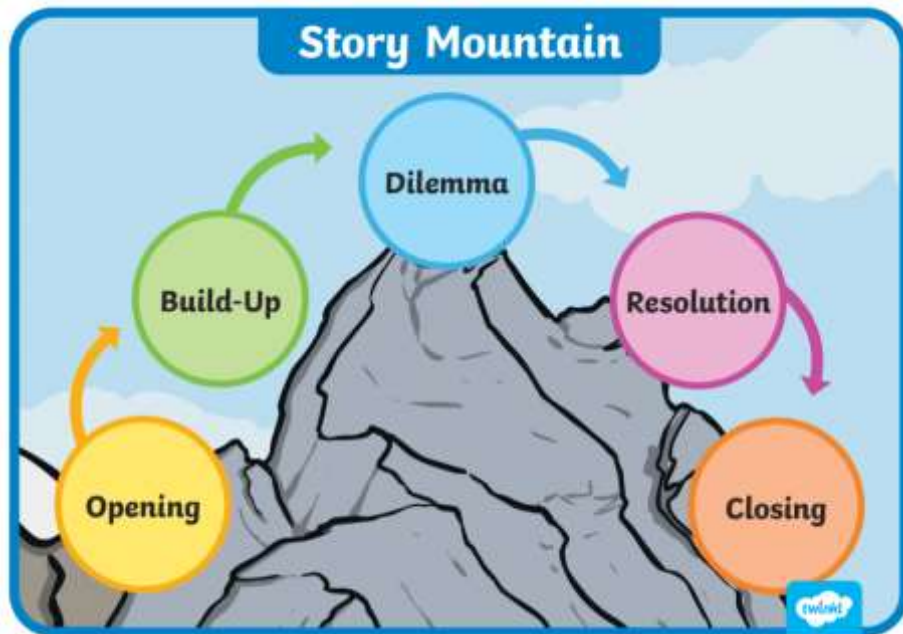 Story Mountain
Opening
Build-Up
Dilemma
Resolution
Closing
twinkl